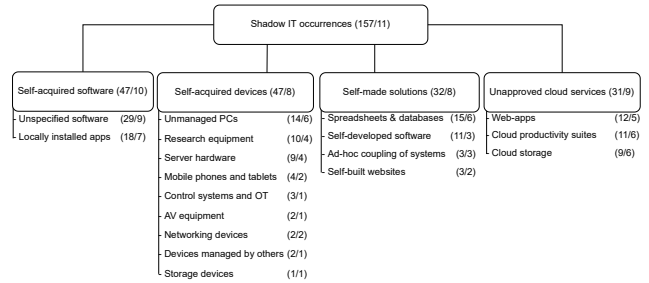 Shadow IT occurrences (157/11)
Self-acquired software (47/10)
Unspecified software (29/9)
Locally installed apps (18/7)
Self-acquired devices (47/8)
Unmanaged PCs (14/6)
Research equipment (10/4)
Server hardware (9/4)
Mobile phones and tablets (4/2)
Control systems and OT (3/1)
AV equipment (2/1)
Networking devices (2/2)
Devices managed by others (2/1)
Storage devices (1/1)
Self-made solutions (32/8)
Spreadsheets & databases (15/6)
Self-developed software (11/3)
Ad-hoc coupling of systems (3/3)
Self-built websites (3/2)
Unapproved cloud services (31/9)
Web-apps (12/5)
Cloud productivity suites (11/6)
Cloud storage (9/6)